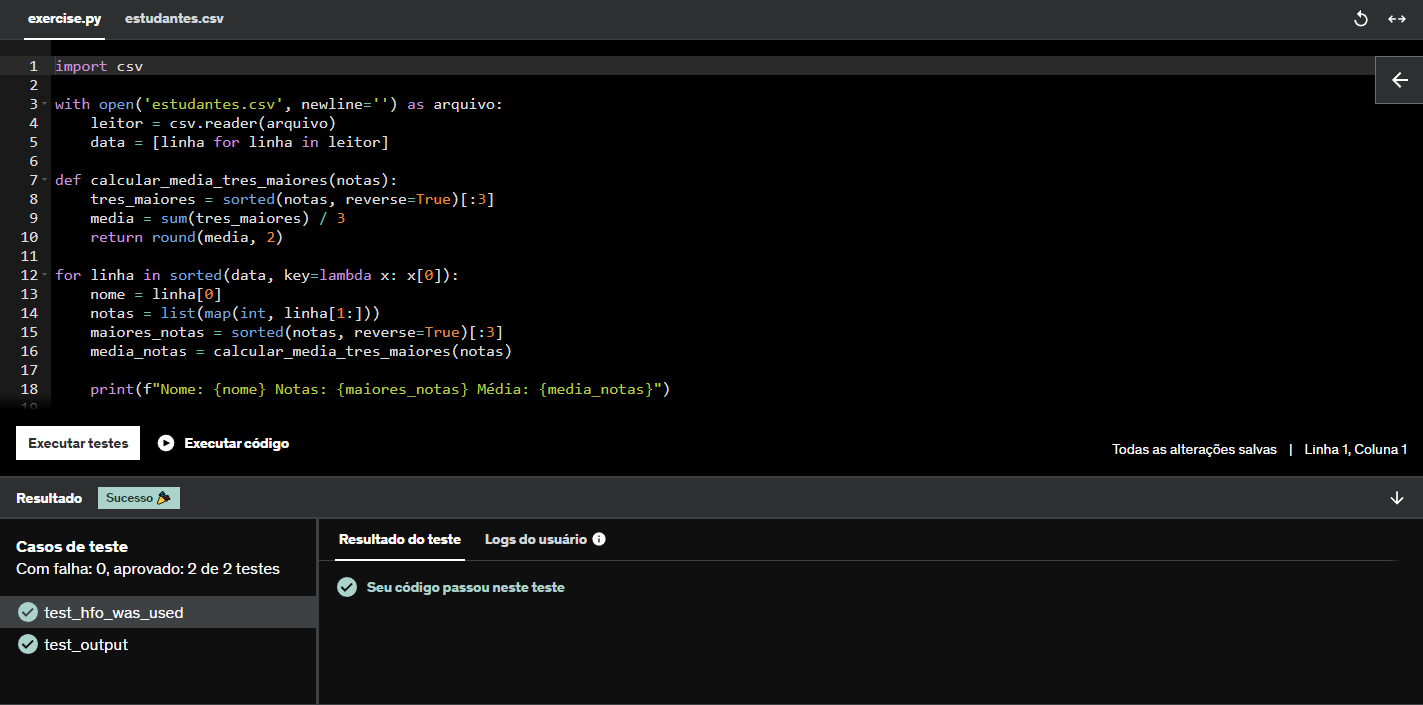 exercise.py estudantes.csv
1 import csv
2
3 with open('estudantes.csv', newline='') as arquivo:
4     leitor = csv.reader(arquivo)
5     data = [linha for linha in leitor]
6
7 def calcular_media_tres_maiores(notas):
8     tres_maiores = sorted(notas, reverse=True)[:3]
9     media = sum(tres_maiores) / 3
10     return round(media, 2)
11
12 for linha in sorted(data, key=lambda x: x[0]):
13     nome = linha[0]
14     notas = list(map(int, linha[1:]))
15     maiores_notas = sorted(notas, reverse=True)[:3]
16     media_notas = calcular_media_tres_maiores(notas)
17
18     print(f"Nome: {nome} Notas: {maiores_notas} Média: {media_notas}")
19
Executar testes Executar código Todas as alterações salvas | Linha 1, Coluna 1
Resultado Sucesso
Casos de teste
Com falha: 0, aprovado: 2 de 2 testes
test_hfo_was_used
test_output
Resultado do teste Logs do usuário
Seu código passou neste teste